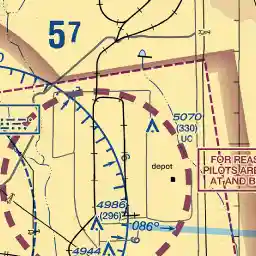 57
5070
(330)
UC
depot
FOR REAS
PILOTS ARE
AT AND B
4986
(296)
086°
4944